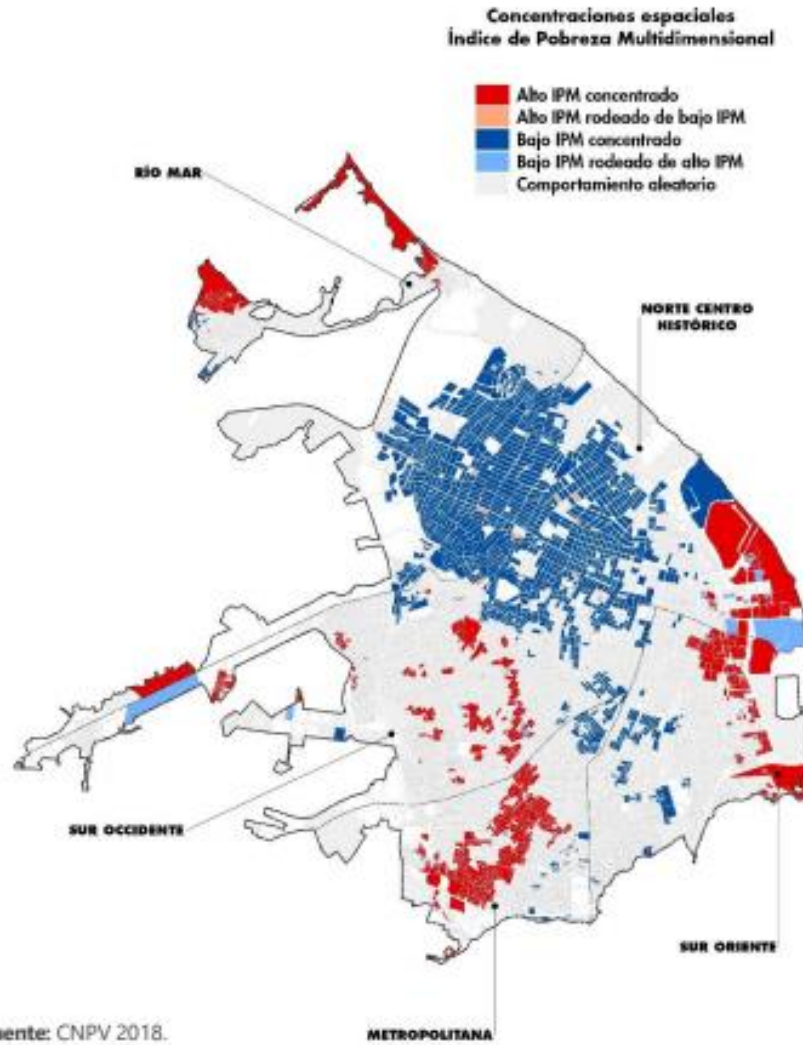 Concentraciones espaciales
Índice de Pobreza Multidimensional
Alto IPM concentrado
Alto IPM rodeado de bajo IPM
Bajo IPM concentrado
Bajo IPM rodeado de alto IPM
Comportamiento aleatorio
RÍO MAR
NORTE CENTRO
HISTÓRICO
SUR OCCIDENTE
SUR ORIENTE
METROPOLITANA
uente: CNPV 2018.